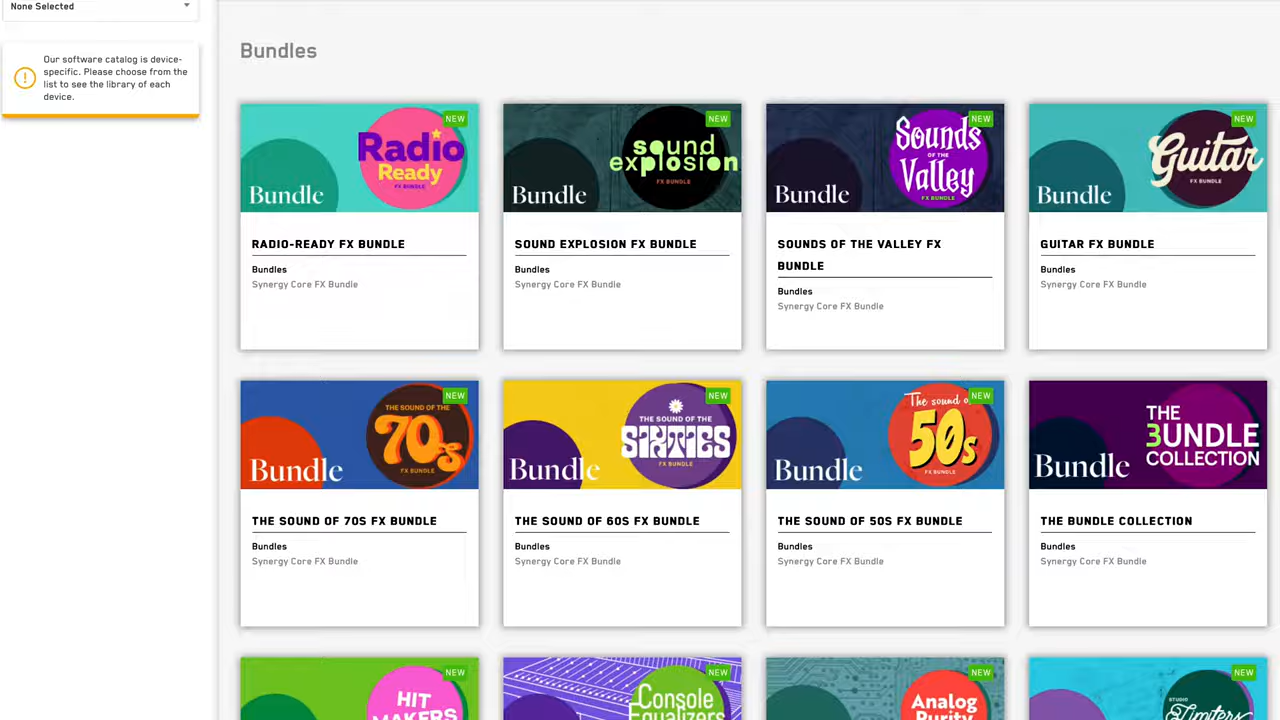 None Selected
Our software catalog is device-
specific. Please choose from the
list to see the library of each
device.
Bundles
NEW
Radio
Ready
FX BUNDLE
Bundle
RADIO-READY FX BUNDLE
Bundles
Synergy Core FX Bundle
NEW
sound
explosion
FX BUNDLE
Bundle
SOUND EXPLOSION FX BUNDLE
Bundles
Synergy Core FX Bundle
NEW
Sounds
OF THE
Valley
FX BUNDLE
Bundle
SOUNDS OF THE VALLEY FX
BUNDLE
Bundles
Synergy Core FX Bundle
NEW
Guitar
FX BUNDLE
Bundle
GUITAR FX BUNDLE
Bundles
Synergy Core FX Bundle
NEW
THE SOUND OF THE
70s
FX BUNDLE
Bundle
THE SOUND OF 70S FX BUNDLE
Bundles
Synergy Core FX Bundle
NEW
THE SOUND OF THE
SIXTIES
FX BUNDLE
Bundle
THE SOUND OF 60S FX BUNDLE
Bundles
Synergy Core FX Bundle
NEW
The sound
50s
FX BUNDLE
Bundle
THE SOUND OF 50S FX BUNDLE
Bundles
Synergy Core FX Bundle
THE
3UNDLE
COLLECTION
Bundle
THE BUNDLE COLLECTION
Bundles
Synergy Core FX Bundle
NEW
HIT
MAKERS
NEW
Console
Equalizers
NEW
Analog
Purity
NEW
STUDIO
Limiters